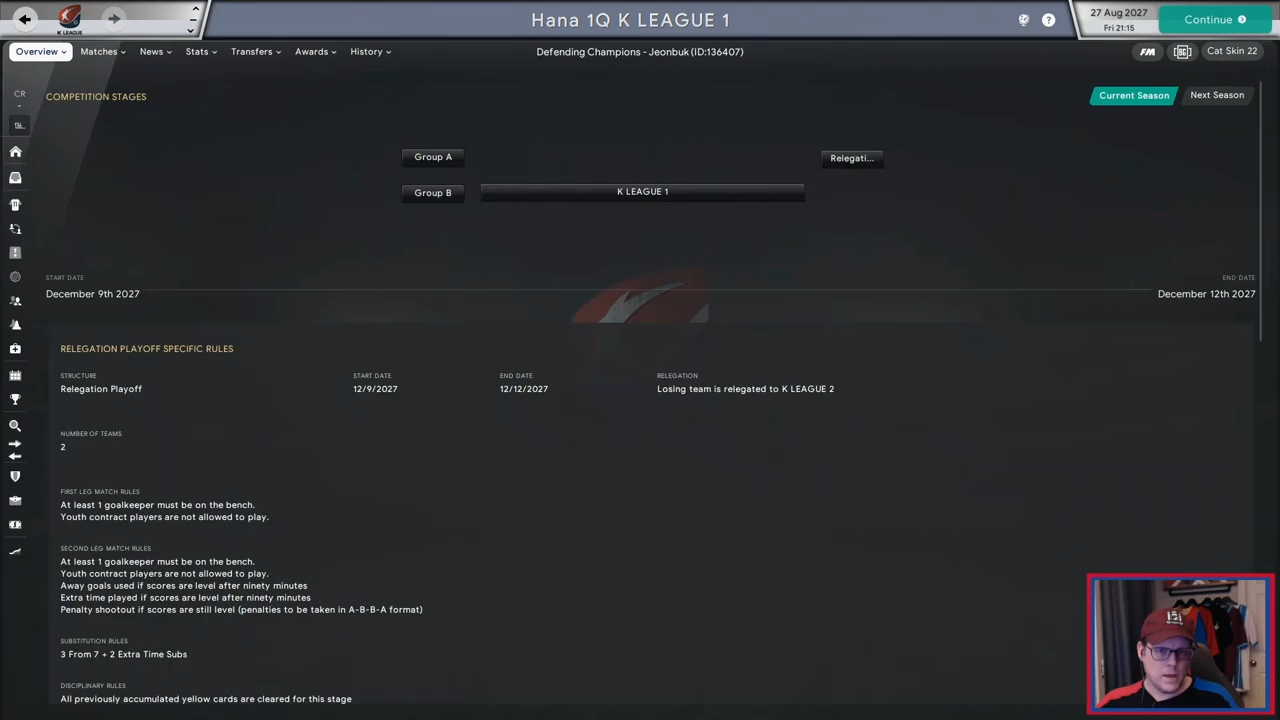 K LEAGUE
Hana 1Q K LEAGUE 1
27 Aug 2027
Fri 21:15
Continue
Overview
Matches
News
Stats
Transfers
Awards
History
Defending Champions - Jeonbuk (ID:136407)
FM
BG
Cat Skin 22
CR
-
136...
COMPETITION STAGES
Current Season
Next Season
Group A
Relegati...
Group B
K LEAGUE 1
START DATE
END DATE
December 9th 2027
December 12th 2027
RELEGATION PLAYOFF SPECIFIC RULES
STRUCTURE
START DATE
END DATE
RELEGATION
Relegation Playoff
12/9/2027
12/12/2027
Losing team is relegated to K LEAGUE 2
NUMBER OF TEAMS
2
FIRST LEG MATCH RULES
At least 1 goalkeeper must be on the bench.
Youth contract players are not allowed to play.
SECOND LEG MATCH RULES
At least 1 goalkeeper must be on the bench.
Youth contract players are not allowed to play.
Away goals used if scores are level after ninety minutes
Extra time played if scores are level after ninety minutes
Penalty shootout if scores are still level (penalties to be taken in A-B-B-A format)
SUBSTITUTION RULES
3 From 7 + 2 Extra Time Subs
DISCIPLINARY RULES
All previously accumulated yellow cards are cleared for this stage